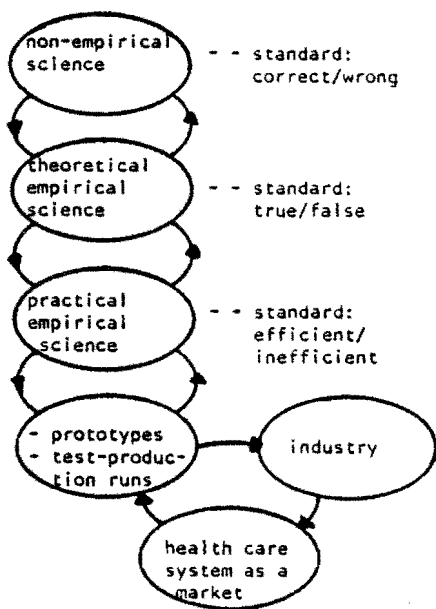 non-empirical
science
- - standard:
correct/wrong
theoretical
empirical
science
- - standard:
true/false
practical
empirical
science
- - standard:
efficient/
inefficient
- prototypes
- test-produc-
tion runs
industry
health care
system as a
market